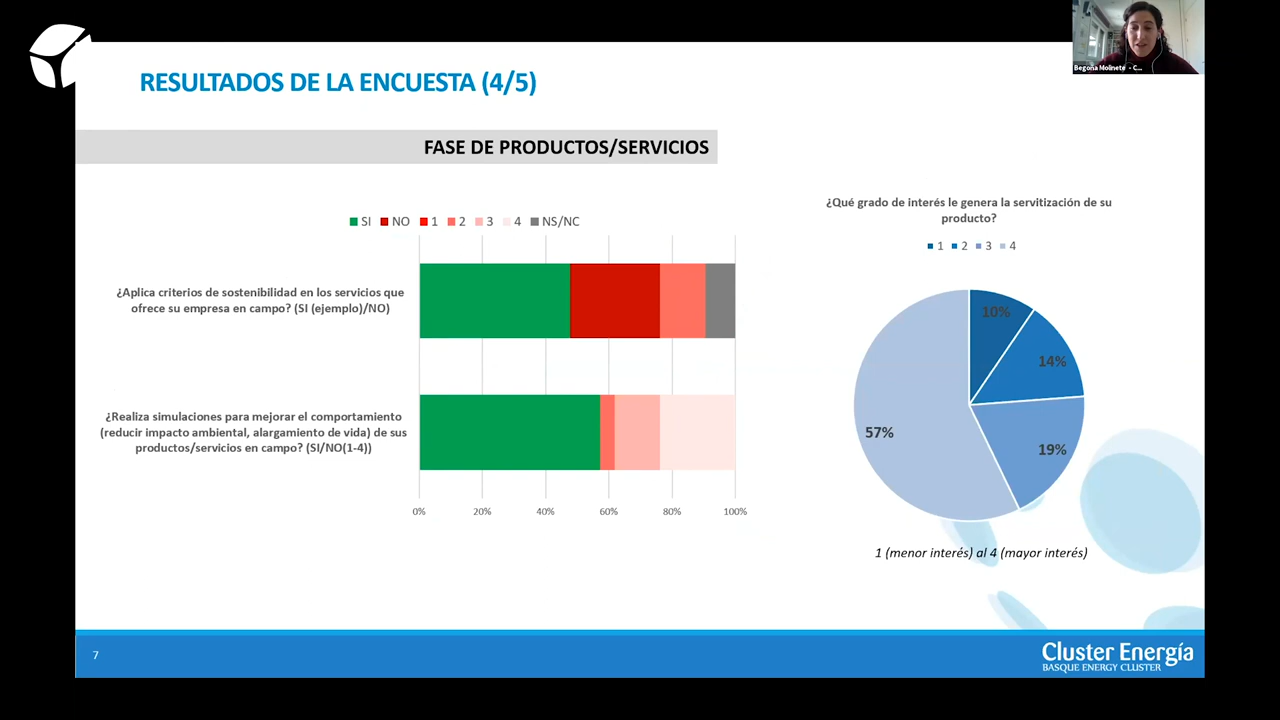 Begoña Molinete - C...
RESULTADOS DE LA ENCUESTA (4/5)
FASE DE PRODUCTOS/SERVICIOS
SI NO 1 2 3 4 NS/NC
¿Aplica criterios de sostenibilidad en los servicios que
ofrece su empresa en campo? (SI (ejemplo)/NO)
¿Realiza simulaciones para mejorar el comportamiento
(reducir impacto ambiental, alargamiento de vida) de sus
productos/servicios en campo? (SI/NO(1-4))
0% 20% 40% 60% 80% 100%
¿Qué grado de interés le genera la servitización de su
producto?
1 2 3 4
10%
14%
19%
57%
1 (menor interés) al 4 (mayor interés)
7
Cluster Energía
BASQUE ENERGY CLUSTER